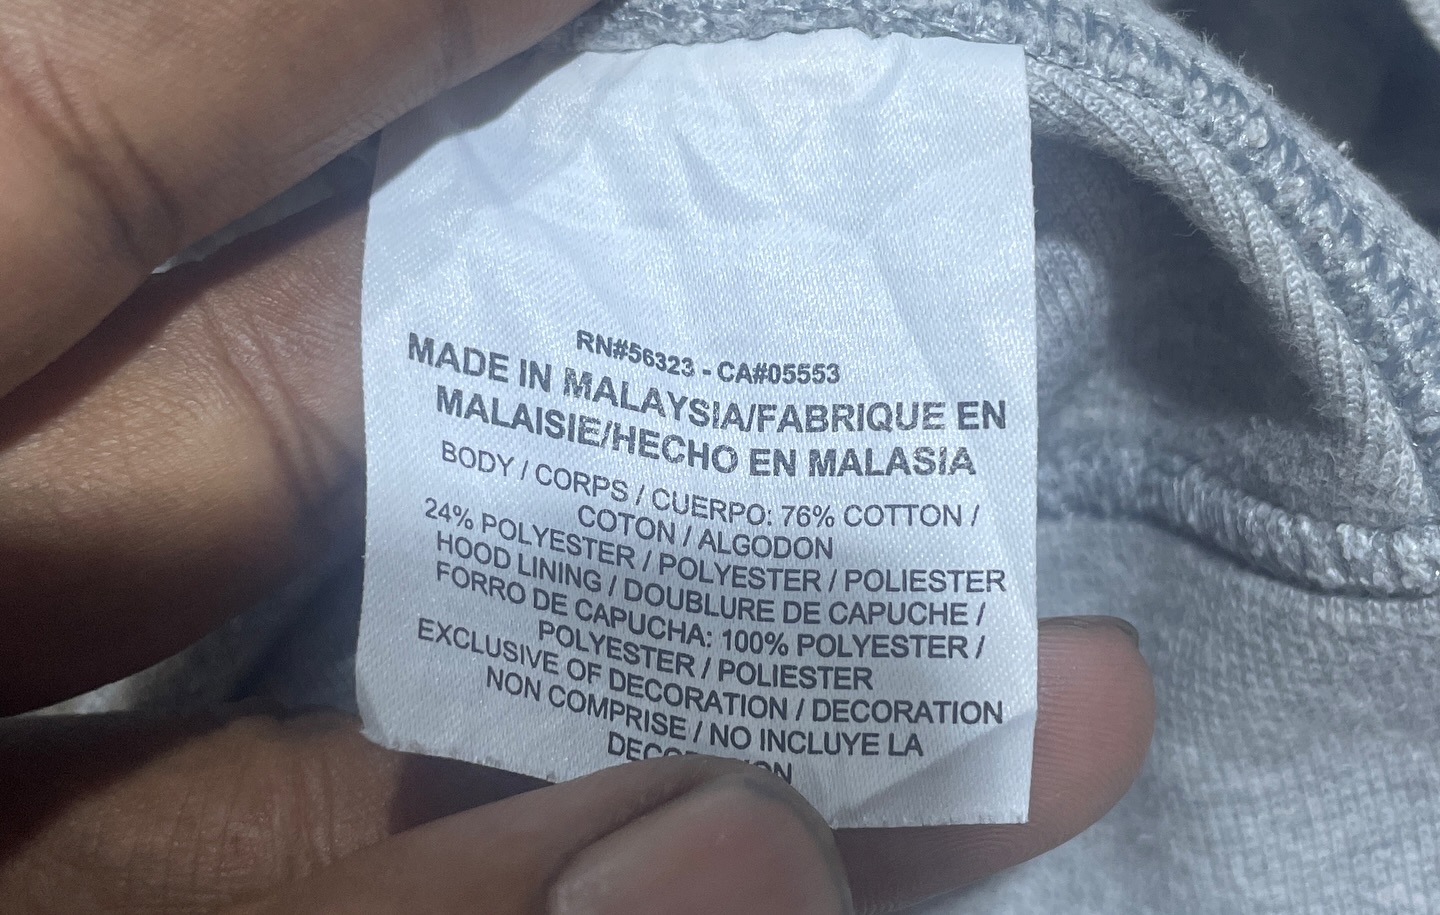 RN#56323 - CA#05553
MADE IN MALAYSIA/FABRIQUE EN
MALAISIE/HECHO EN MALASIA
BODY / CORPS / CUERPO: 76% COTTON /
COTON / ALGODON
24% POLYESTER / POLYESTER / POLIESTER
HOOD LINING / DOUBLURE DE CAPUCHE /
FORRO DE CAPUCHA: 100% POLYESTER /
POLYESTER / POLIESTER
EXCLUSIVE OF DECORATION / DECORATION
NON COMPRISE / NO INCLUYE LA